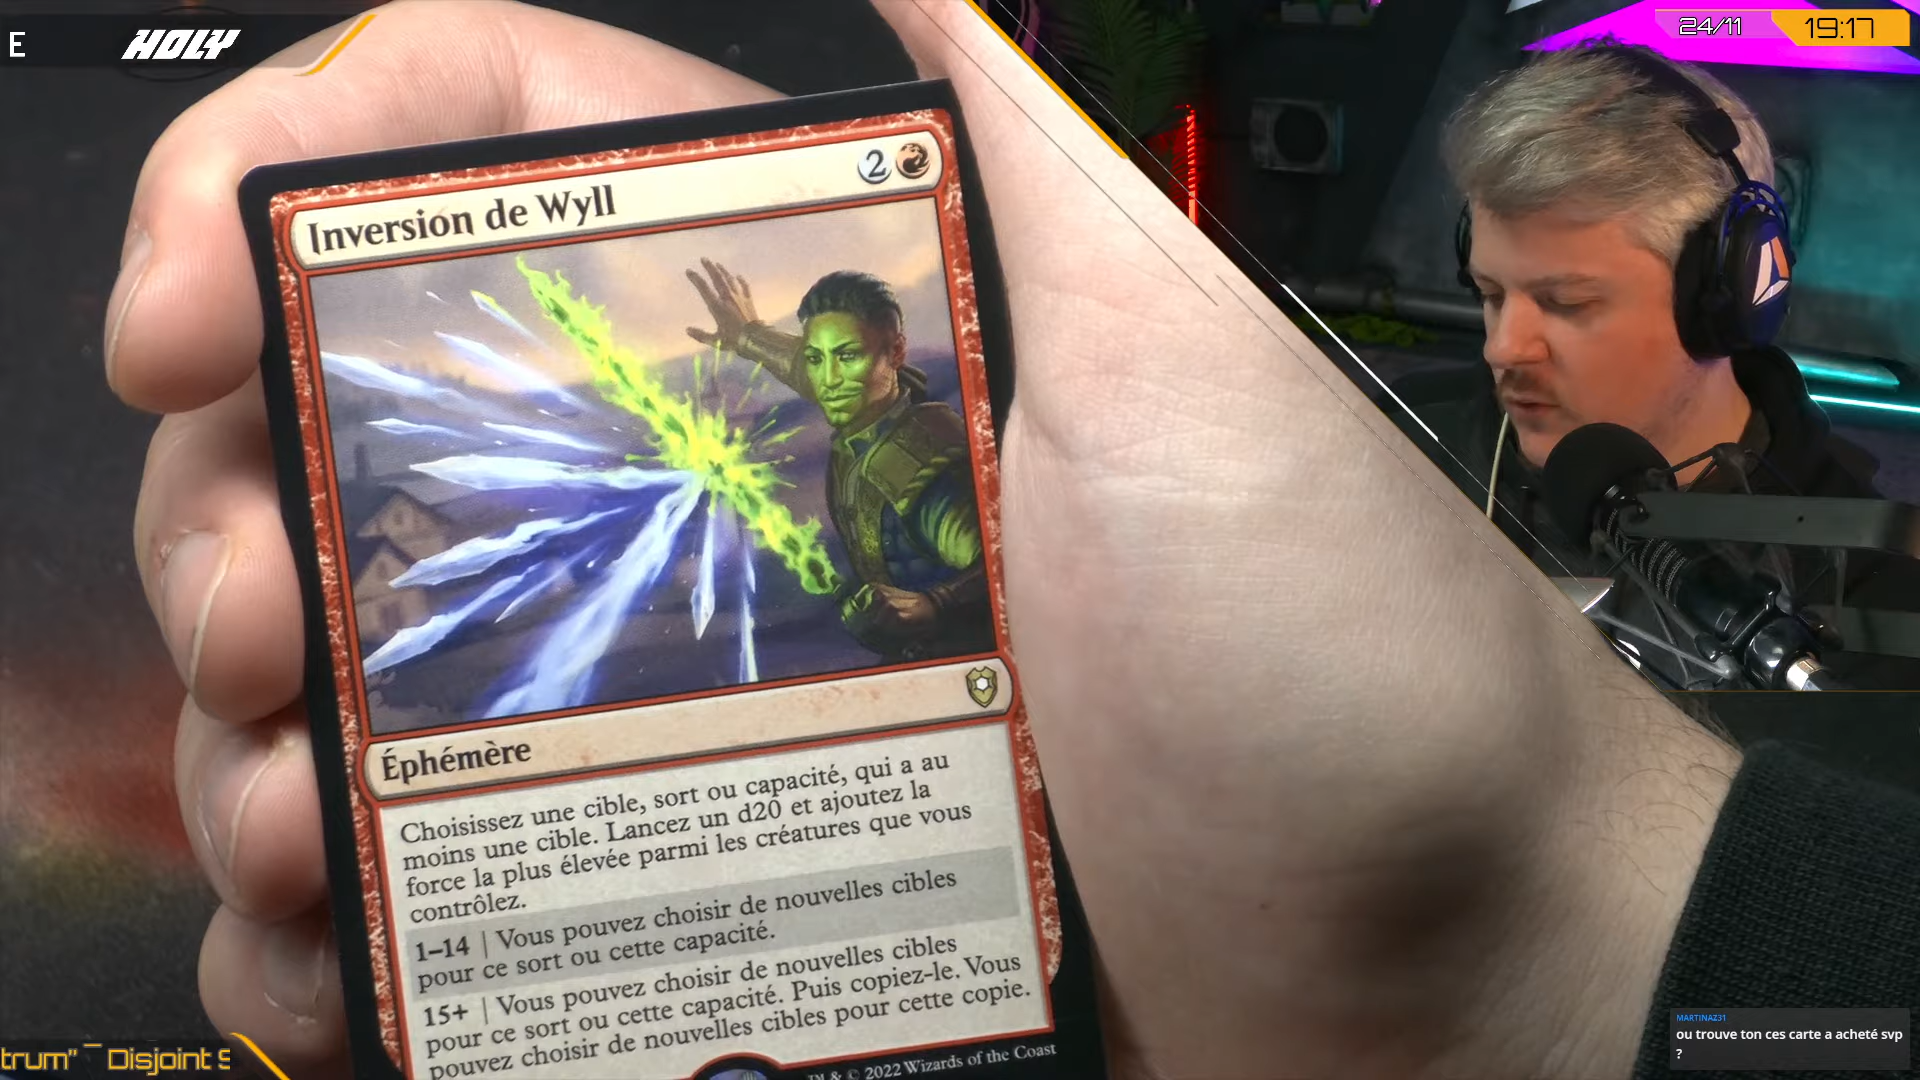 E
HOLY
24/11
19:17
Inversion de Wyll
2
Éphémère
Choisissez une cible, sort ou capacité, qui a au
moins une cible. Lancez un d20 et ajoutez la
force la plus élevée parmi les créatures que vous
contrôlez.
1–14 | Vous pouvez choisir de nouvelles cibles
pour ce sort ou cette capacité.
15+ | Vous pouvez choisir de nouvelles cibles
pour ce sort ou cette capacité. Puis copiez-le. Vous
pouvez choisir de nouvelles cibles pour cette copie.
™ & © 2022 Wizards of the Coast
trum" ~ Disjoint S
MARTINAZ31
ou trouve ton ces carte a acheté svp
?